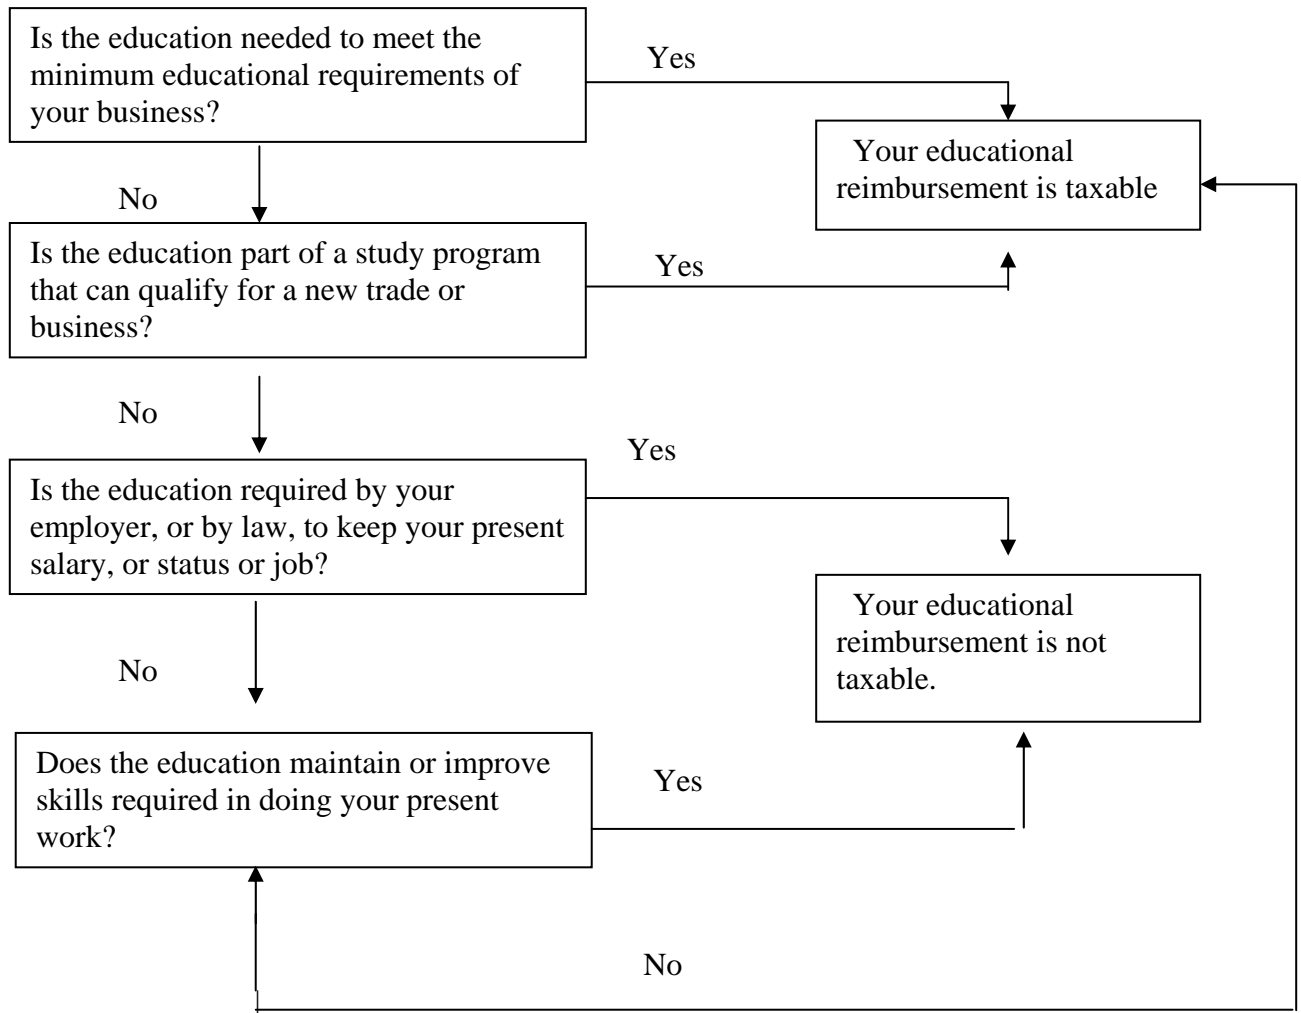 Is the education needed to meet the
minimum educational requirements of
your business?
Yes
Your educational
reimbursement is taxable
No
Is the education part of a study program
that can qualify for a new trade or
business?
Yes
No
Is the education required by your
employer, or by law, to keep your present
salary, or status or job?
Yes
Your educational
reimbursement is not
taxable.
No
Does the education maintain or improve
skills required in doing your present
work?
Yes
No